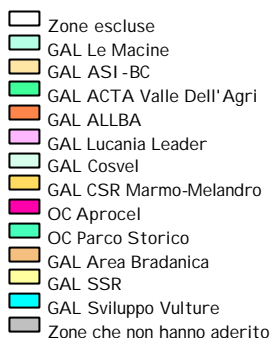 Zone escluse
GAL Le Macine
GAL ASI-BC
GAL ACTA Valle Dell'Agri
GAL ALLBA
GAL Lucania Leader
GAL Cosvel
GAL CSR Marmo-Melandro
OC Aprocel
OC Parco Storico
GAL Area Bradanica
GAL SSR
GAL Sviluppo Vulture
Zone che non hanno aderito